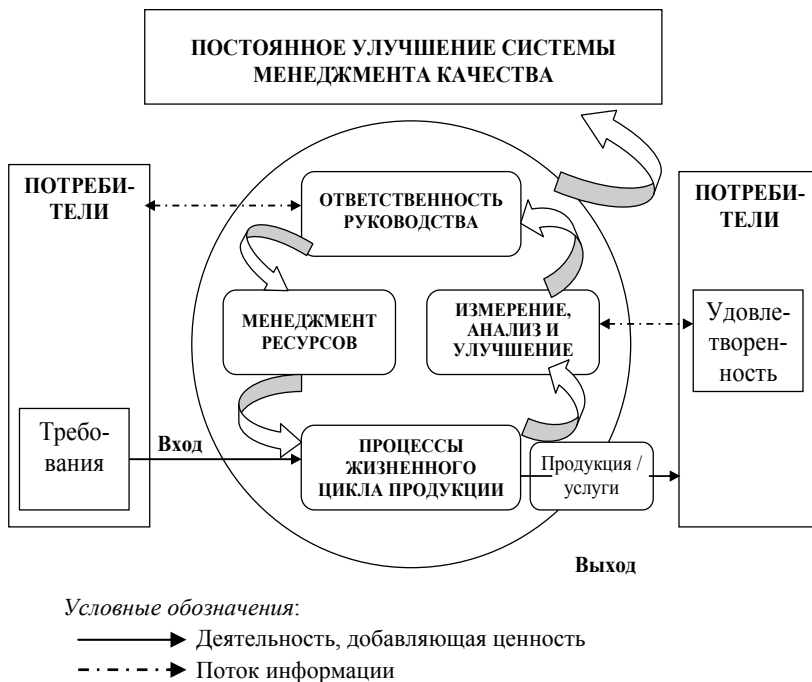 ПОСТОЯННОЕ УЛУЧШЕНИЕ СИСТЕМЫ
МЕНЕДЖМЕНТА КАЧЕСТВА
ПОТРЕБИ-
ТЕЛИ
ОТВЕТСТВЕННОСТЬ
РУКОВОДСТВА
ПОТРЕБИ-
ТЕЛИ
МЕНЕДЖМЕНТ
РЕСУРСОВ
ИЗМЕРЕНИЕ,
АНАЛИЗ И
УЛУЧШЕНИЕ
Удовле-
творен-
ность
Требо-
вания
Вход
ПРОЦЕССЫ
ЖИЗНЕННОГО
ЦИКЛА ПРОДУКЦИИ
Продукция /
услуги
Выход
Условные обозначения:
Деятельность, добавляющая ценность
Поток информации